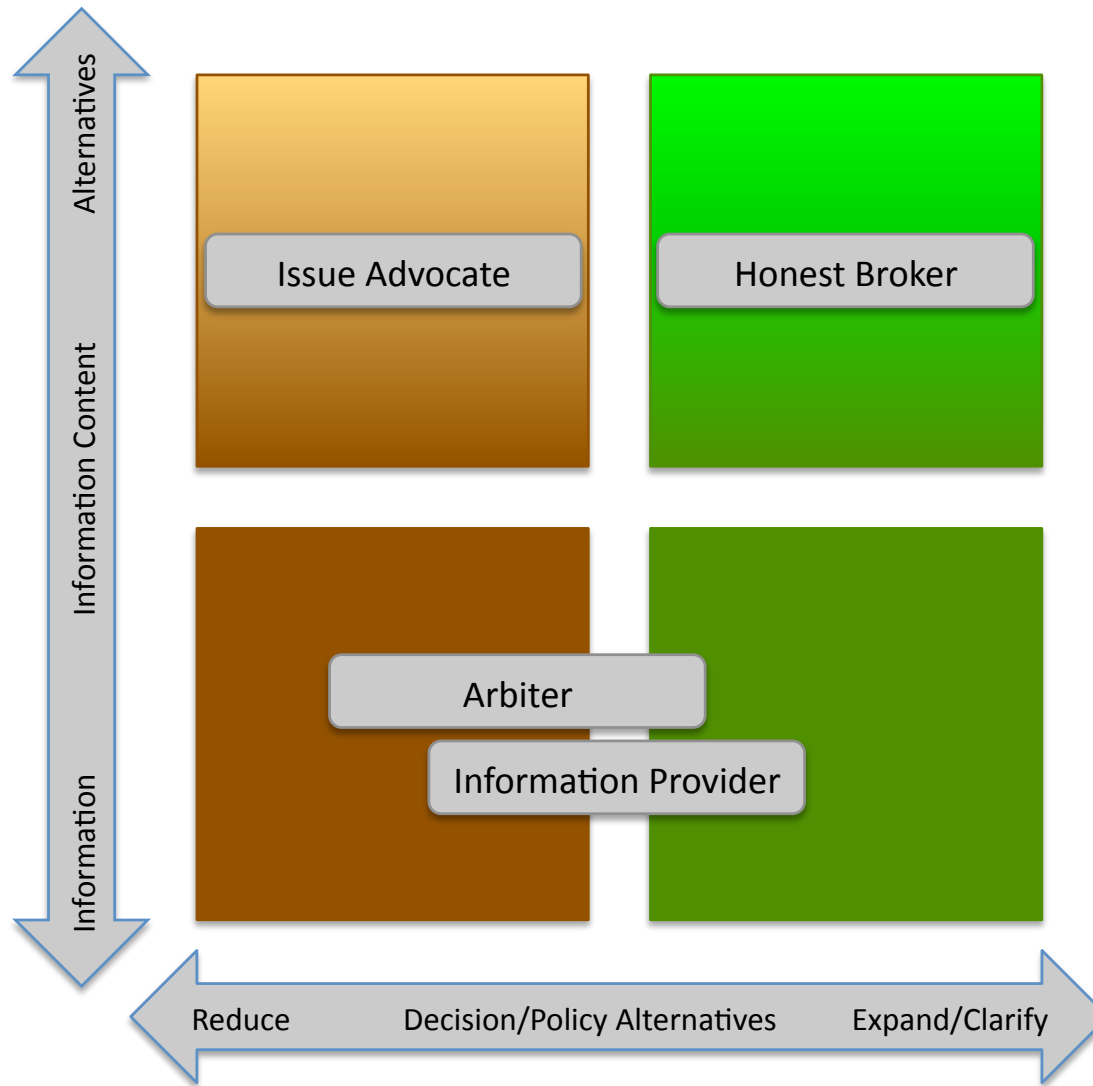 Alternatives
Information Content
Information
Issue Advocate
Honest Broker
Arbiter
Information Provider
Reduce
Decision/Policy Alternatives
Expand/Clarify